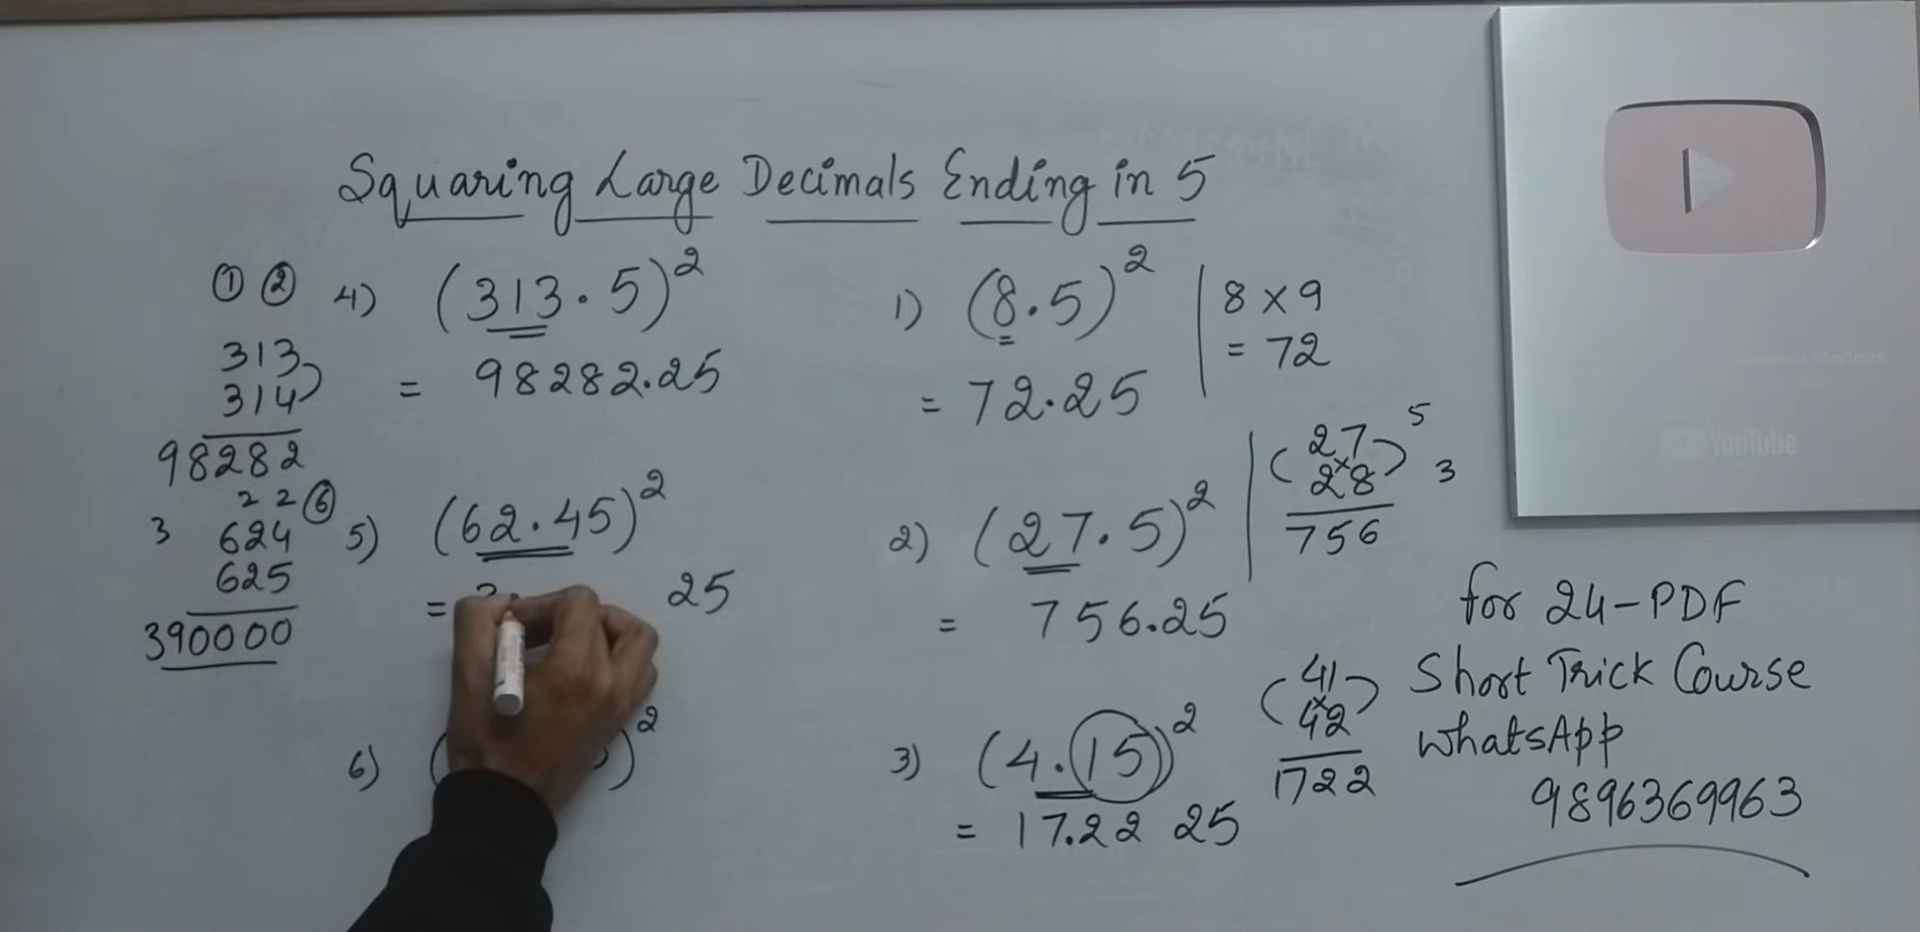 Squaring Large Decimals Ending in 5
① ② 4) (313.5)²
313
314
98282
= 98282.25
2 2 ⑥
3 624
625
390000
5) (62.45)²
= 25
6) ( )²
1) (8.5)²
8 × 9
= 72
= 72.25
2) (27.5)²
(27 × 28) 5 3
756
= 756.25
3) (4.15)²
(41 × 42)
1722
= 17.22 25
for 24-PDF
Short Trick Course
WhatsApp
9896369963
YouTube